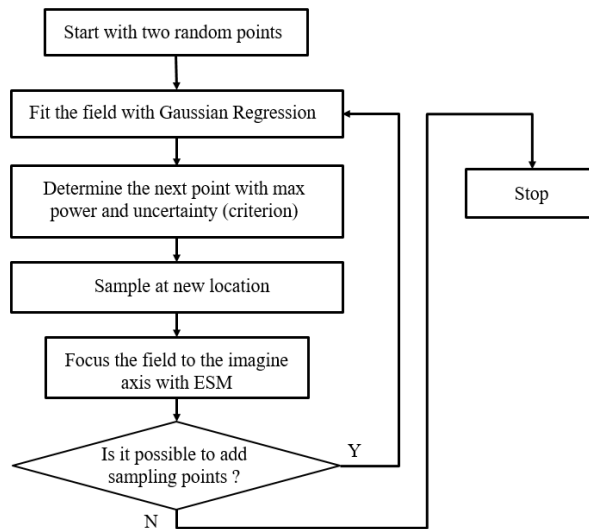 Start with two random points
Fit the field with Gaussian Regression
Determine the next point with max
power and uncertainty (criterion)
Sample at new location
Focus the field to the imagine
axis with ESM
Is it possible to add
sampling points ?
Y
N
Stop